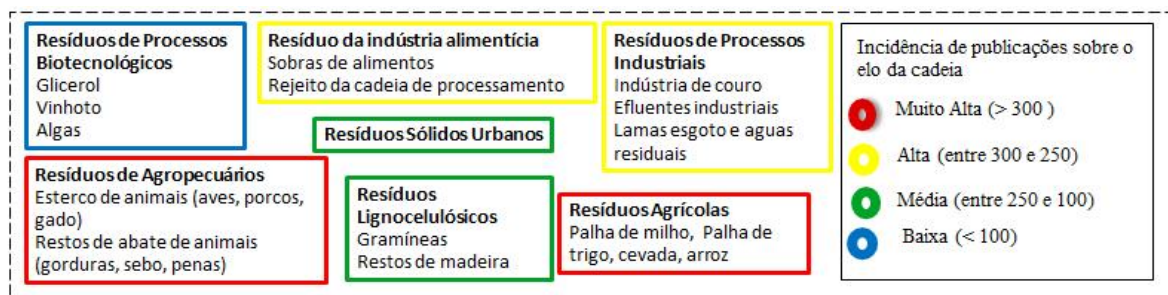 Resíduos de Processos
Biotecnológicos
Glicerol
Vinhoto
Algas
Resíduo da indústria alimentícia
Sobras de alimentos
Rejeito da cadeia de processamento
Resíduos de Processos
Industriais
Indústria de couro
Efluentes industriais
Lamas esgoto e aguas
residuais
Resíduos Sólidos Urbanos
Resíduos de Agropecuários
Esterco de animais (aves, porcos,
gado)
Restos de abate de animais
(gorduras, sebo, penas)
Resíduos
Lignocelulósicos
Gramíneas
Restos de madeira
Resíduos Agrícolas
Palha de milho, Palha de
trigo, cevada, arroz
Incidência de publicações sobre o
elo da cadeia
Muito Alta (> 300 )
Alta (entre 300 e 250)
Média (entre 250 e 100)
Baixa (< 100)